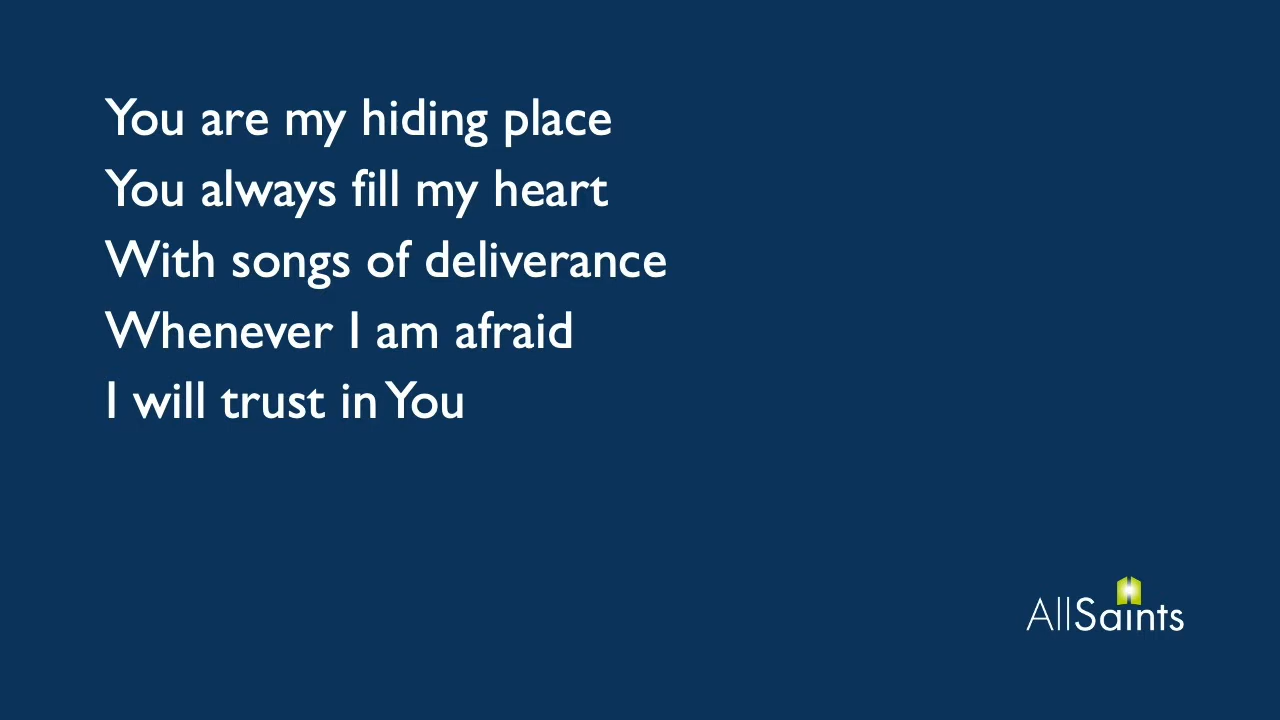 You are my hiding place
You always fill my heart
With songs of deliverance
Whenever I am afraid
I will trust in You
AllSaints